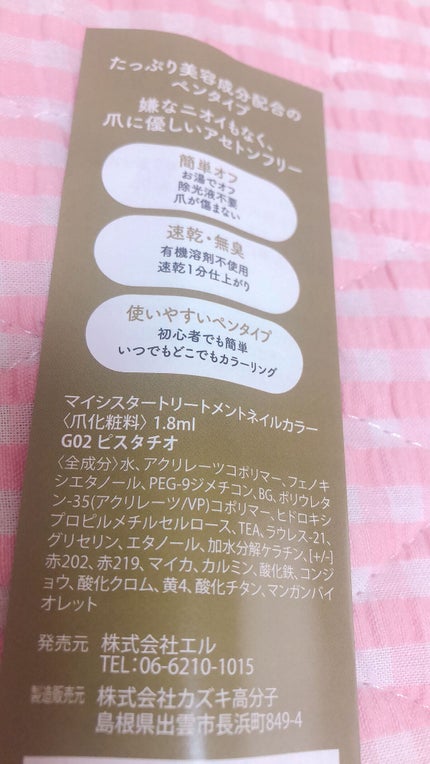 たっぷり美容成分配合の
ペンタイプ
嫌なニオイもなく、
爪に優しいアセトンフリー
簡単オフ
お湯でオフ
除光液不要
爪が傷まない
速乾・無臭
有機溶剤不使用
速乾1分仕上がり
使いやすいペンタイプ
初心者でも簡単
いつでもどこでもカラーリング
マイシスタートリートメントネイルカラー
〈爪化粧料〉1.8ml
G02 ピスタチオ
〈全成分〉水、アクリレーツコポリマー、フェノキ
シエタノール、PEG-9ジメチコン、BG、ポリウレタ
ン-35(アクリレーツ/VP)コポリマー、ヒドロキシ
プロピルメチルセルロース、TEA、ラウレス-21、
グリセリン、エタノール、加水分解ケラチン、[+/-]
赤202、赤219、マイカ、カルミン、酸化鉄、コンジ
ョウ、酸化クロム、黄4、酸化チタン、マンガンバイ
オレット
発売元 株式会社エル
TEL：06-6210-1015
製造販売元 株式会社カズキ高分子
島根県出雲市長浜町849-4